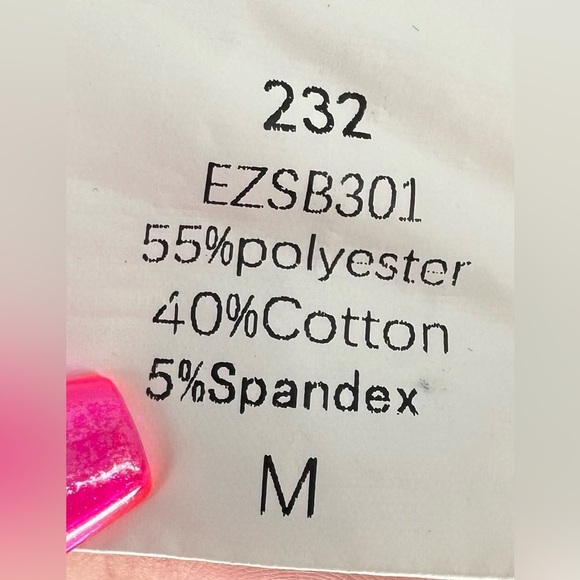 232
EZSB301
55%polyester
40%Cotton
5%Spandex
M